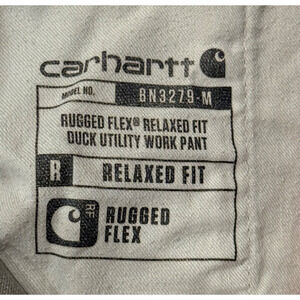 carhartt
MODEL NO. BN3279-M
RUGGED FLEX® RELAXED FIT
DUCK UTILITY WORK PANT
R RELAXED FIT
RF RUGGED
FLEX